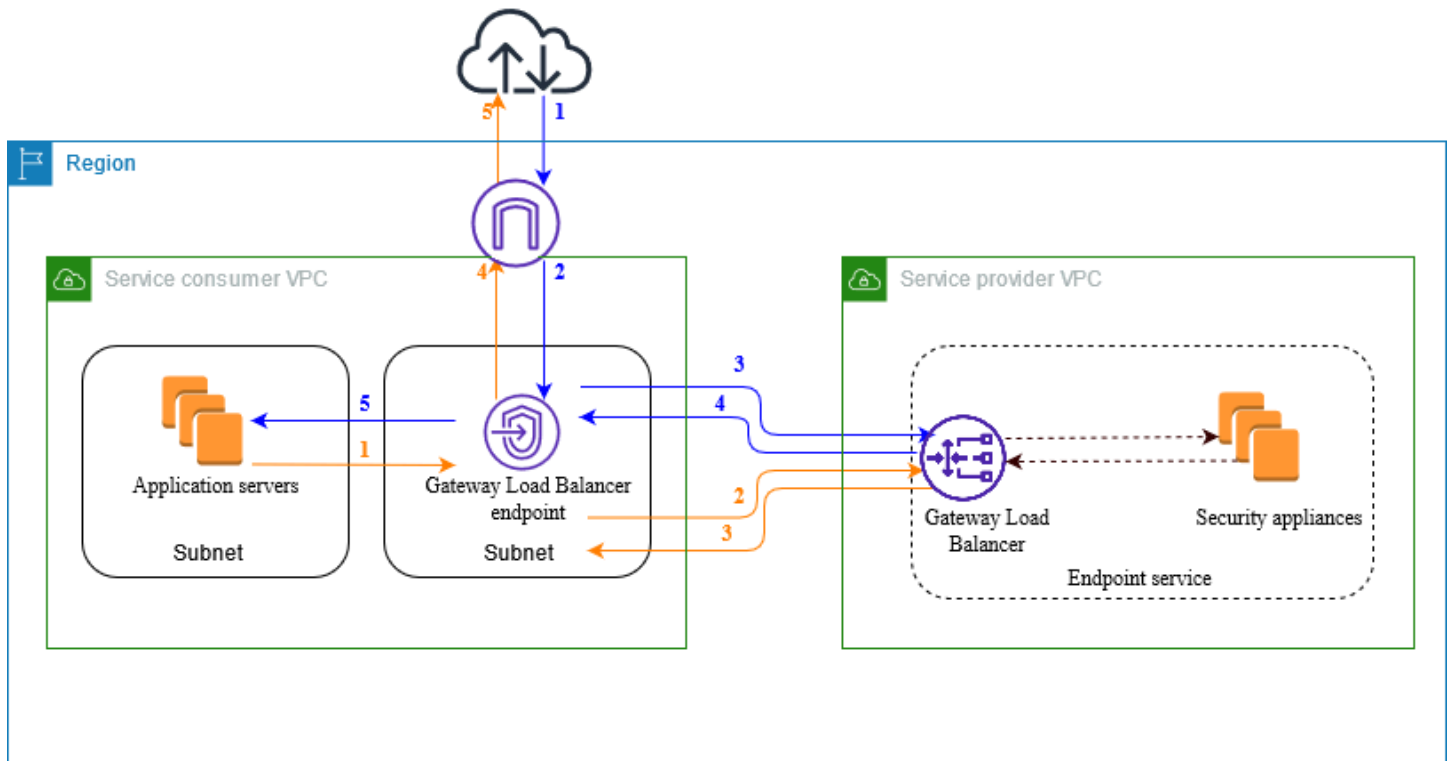 5
1
Region
4
2
Service consumer VPC
Service provider VPC
3
4
5
1
Application servers
Gateway Load Balancer
endpoint
2
3
Subnet
Subnet
Gateway Load
Balancer
Security appliances
Endpoint service